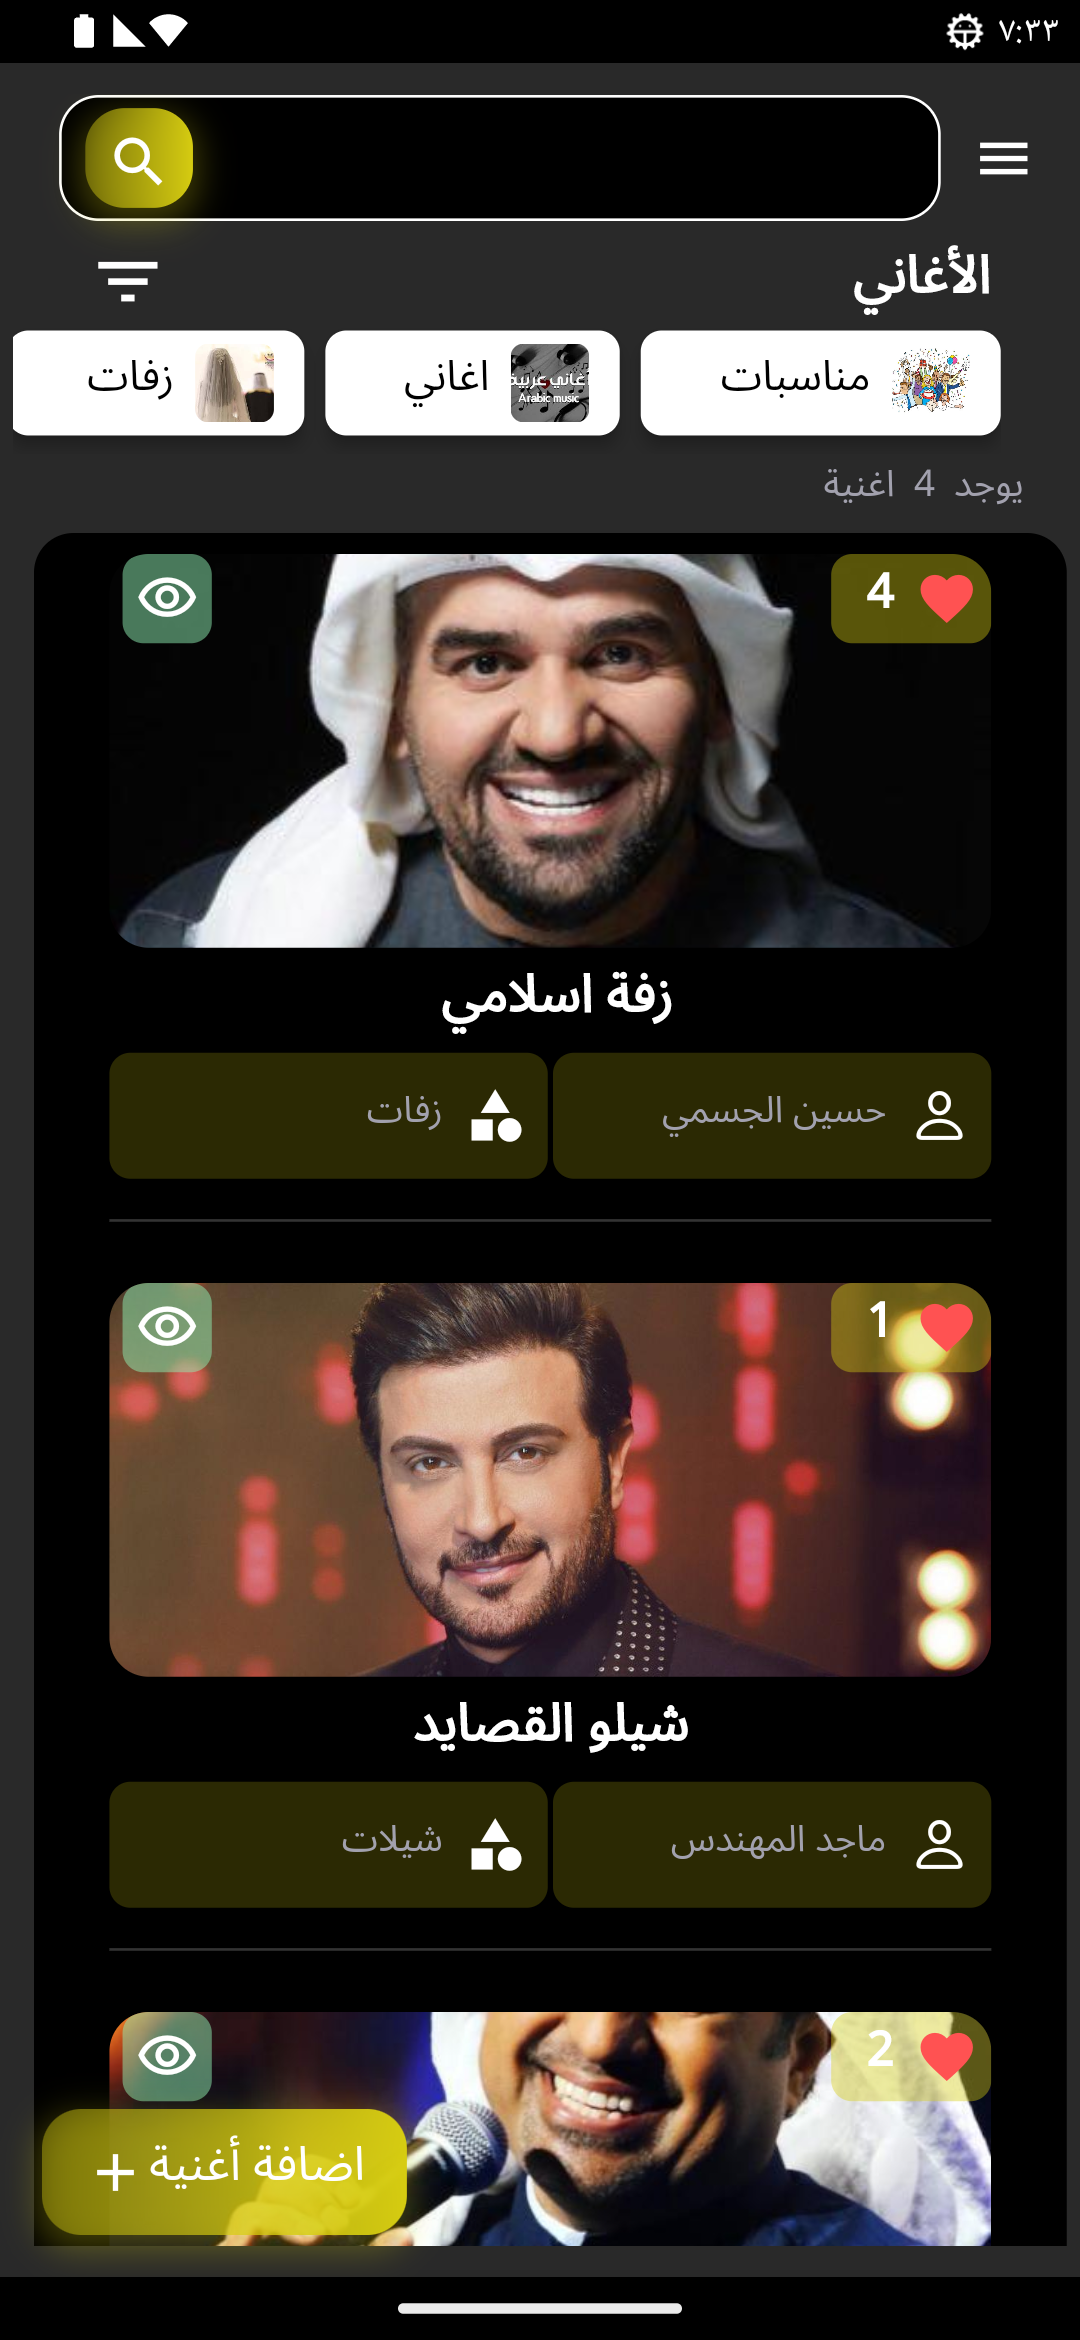 ٧:٣٣
الأغاني
مناسبات
اغاني عربية
Arabic music
اغاني
زفات
يوجد 4 اغنية
4
زفة اسلامي
حسين الجسمي
زفات
1
شيلو القصايد
ماجد المهندس
شيلات
2
اضافة أغنية +